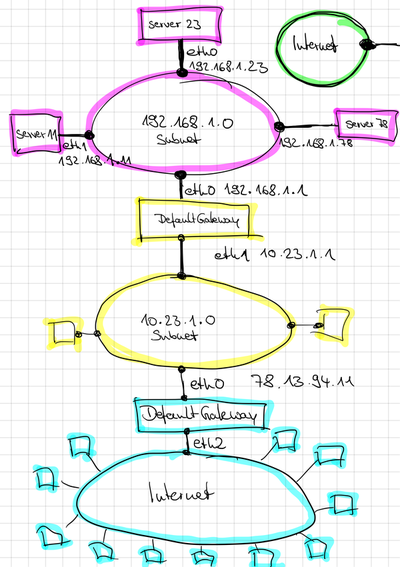 server 23
eth0
192.168.1.23
Internet
192.168.1.0
Subnet
server 11
eth1
192.168.1.11
server 78
192.168.1.78
eth0 192.168.1.1
Default Gateway
eth1 10.23.1.1
10.23.1.0
Subnet
eth0 78.13.94.11
Default Gateway
eth2
Internet